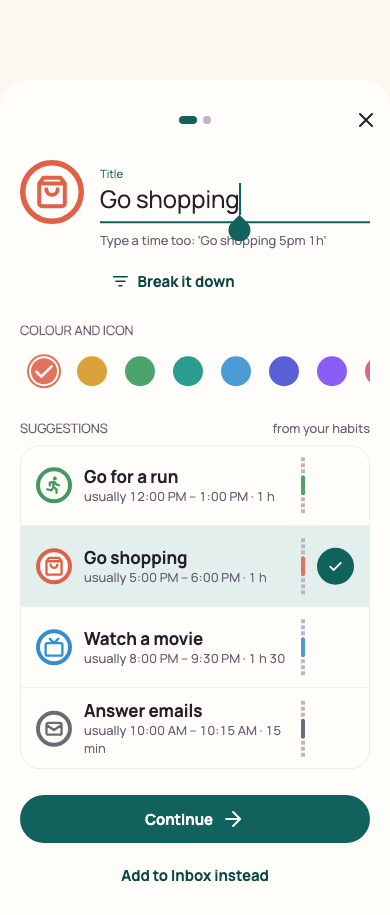 Title
Go shopping
Type a time too: 'Go shopping 5pm 1h'
Break it down
COLOUR AND ICON
SUGGESTIONS
from your habits
Go for a run
usually 12:00 PM – 1:00 PM · 1 h
Go shopping
usually 5:00 PM – 6:00 PM · 1 h
Watch a movie
usually 8:00 PM – 9:30 PM · 1 h 30
Answer emails
usually 10:00 AM – 10:15 AM · 15
min
Continue
Add to Inbox instead